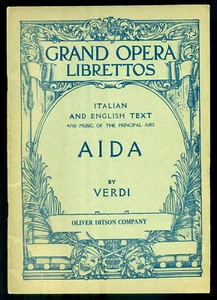 GRAND OPERA
LIBRETTOS
ITALIAN
AND ENGLISH TEXT
AND MUSIC OF THE PRINCIPAL AIRS
AIDA
BY
VERDI
OLIVER DITSON COMPANY